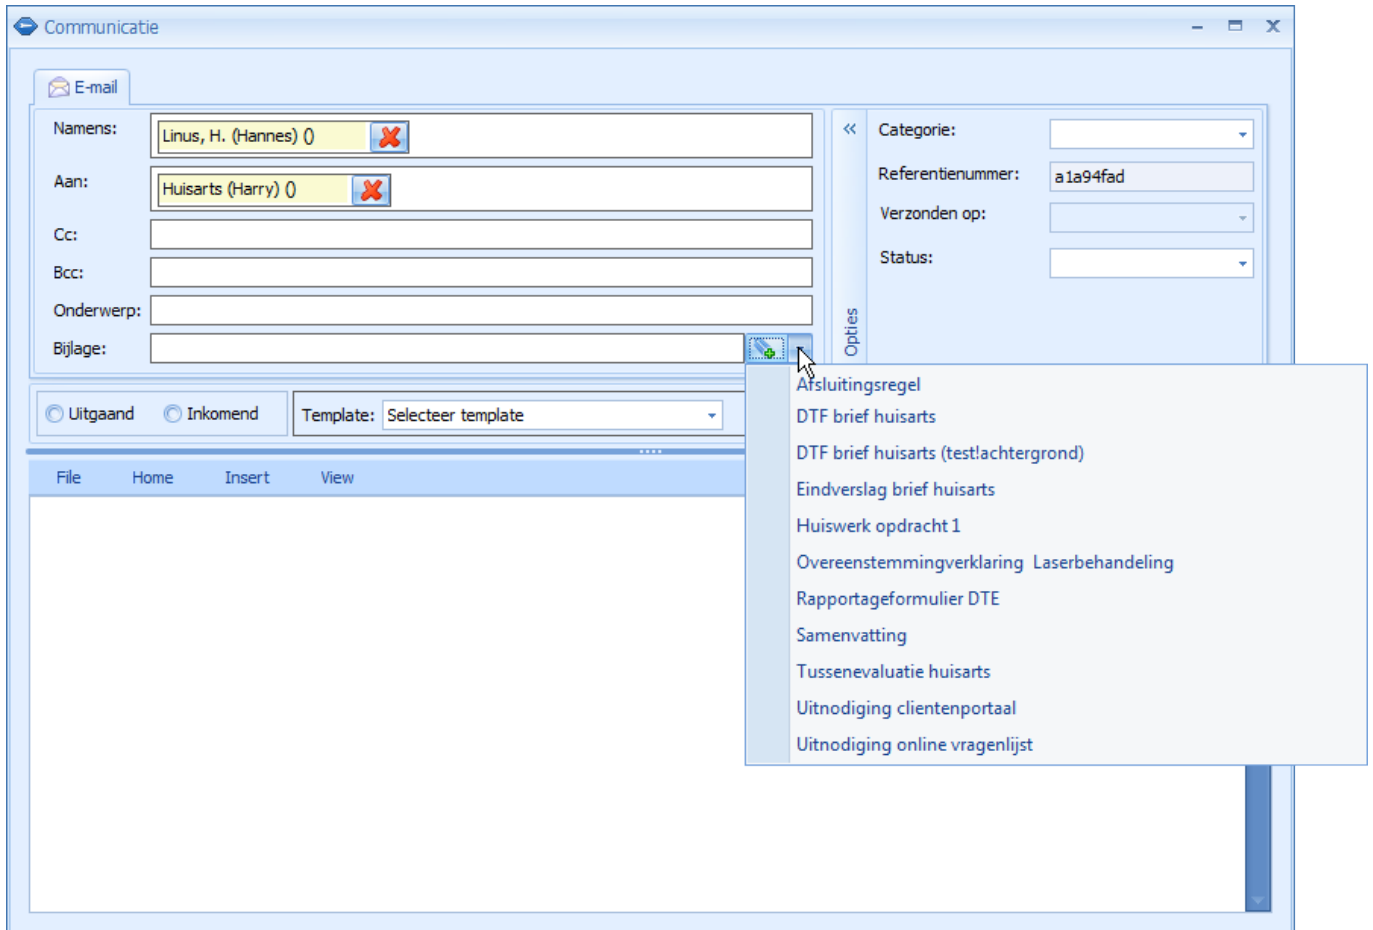 Communicatie
E-mail
Namens:
Linus, H. (Hannes) ()
Aan:
Huisarts (Harry) ()
Cc:
Bcc:
Onderwerp:
Bijlage:
Opties
Categorie:
Referentienummer:
a1a94fad
Verzonden op:
Status:
Uitgaand
Inkomend
Template:
Selecteer template
File
Home
Insert
View
Afsluitingsregel
DTF brief huisarts
DTF brief huisarts (test!achtergrond)
Eindverslag brief huisarts
Huiswerk opdracht 1
Overeenstemmingverklaring  Laserbehandeling
Rapportageformulier DTE
Samenvatting
Tussenevaluatie huisarts
Uitnodiging clientenportaal
Uitnodiging online vragenlijst